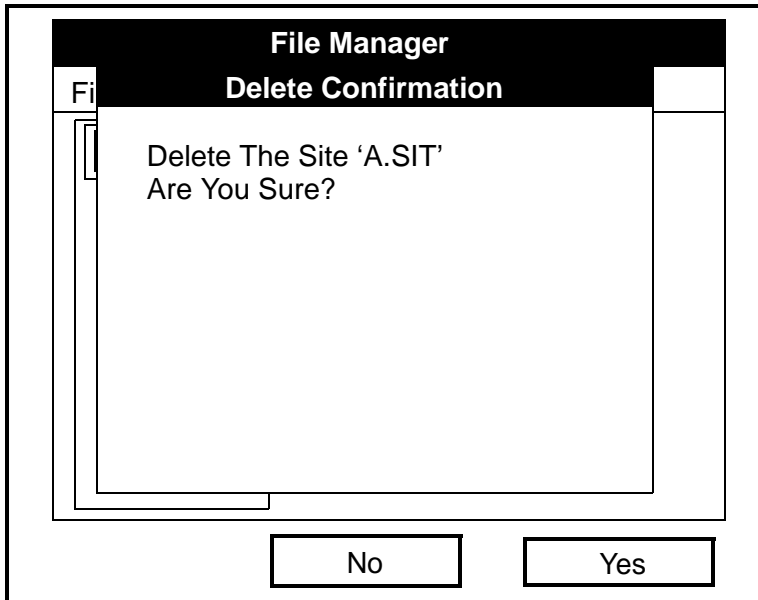 File Manager
Delete Confirmation
Fi
Delete The Site ‘A.SIT’
Are You Sure?
No
Yes